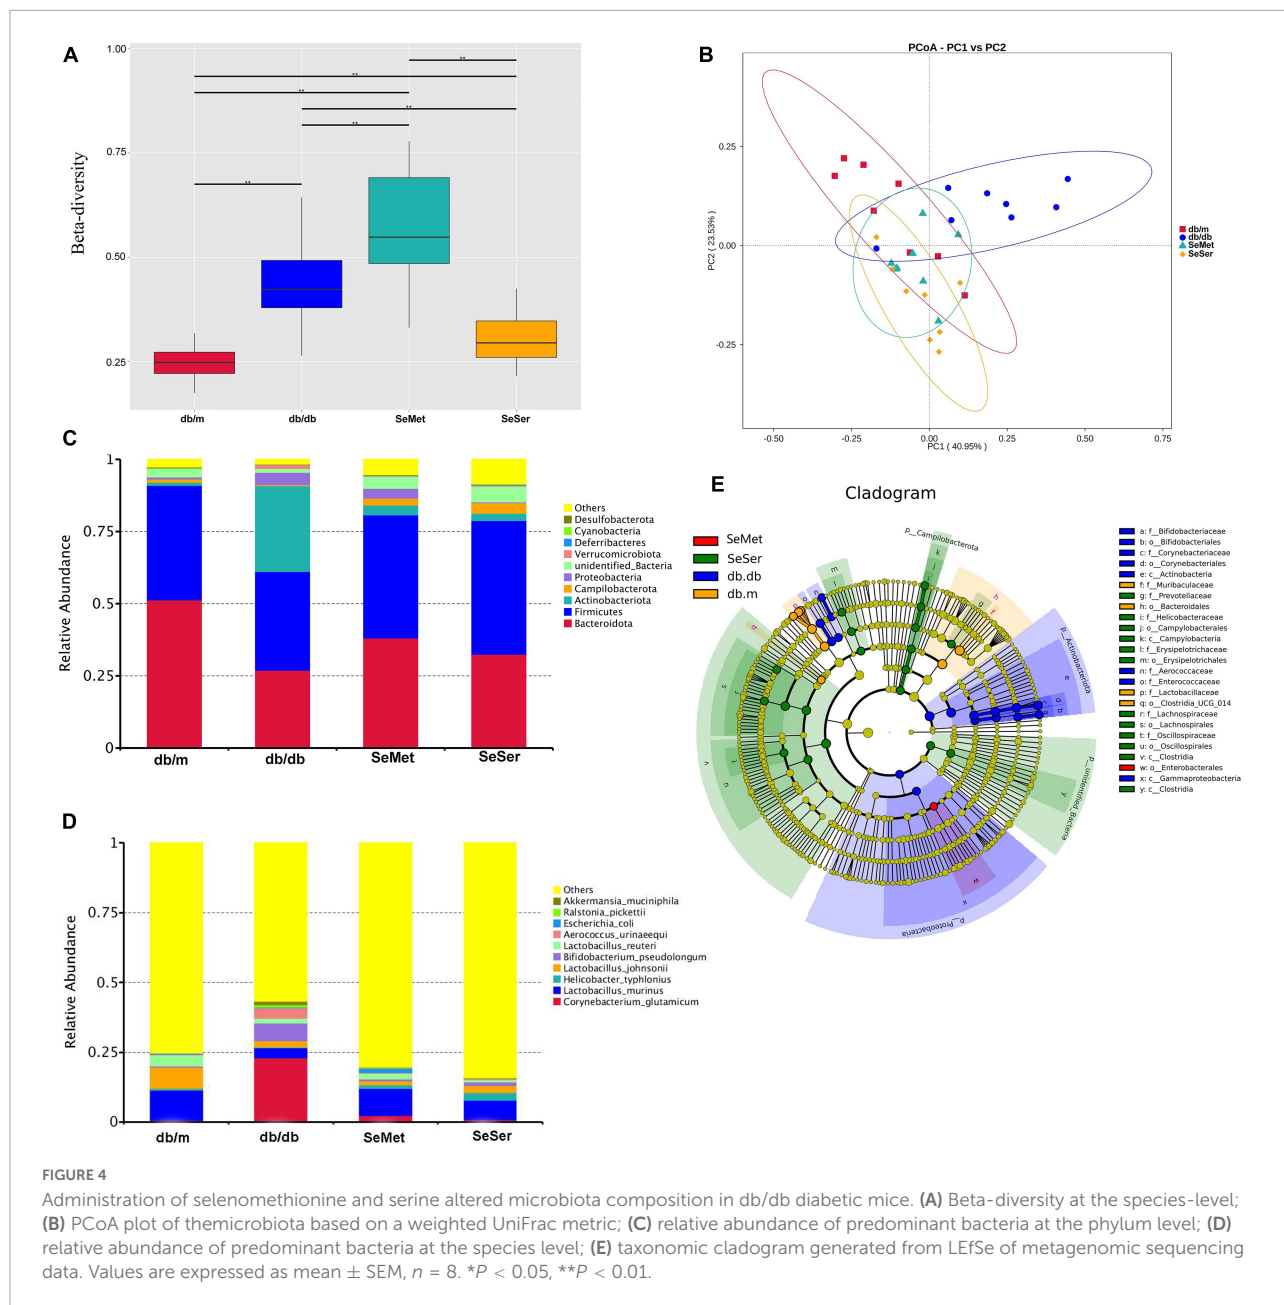 A
1.00
0.75
0.50
0.25
Beta-diversity
**
**
**
**
**
**
db/m
db/db
SeMet
SeSer
B
PCoA - PC1 vs PC2
0.25
0.00
-0.25
PC2 ( 23.53% )
-0.50
-0.25
0.00
0.25
0.50
0.75
PC1 ( 40.95% )
db/m
db/db
SeMet
SeSer
C
1
0.75
0.5
0.25
0
Relative Abundance
db/m
db/db
SeMet
SeSer
Others
Desulfobacterota
Cyanobacteria
Deferribacteres
Verrucomicrobiota
unidentified_Bacteria
Proteobacteria
Campilobacterota
Actinobacteriota
Firmicutes
Bacteroidota
D
1
0.75
0.5
0.25
0
Relative Abundance
db/m
db/db
SeMet
SeSer
Others
Akkermansia_muciniphila
Ralstonia_pickettii
Escherichia_coli
Aerococcus_urinaeequi
Lactobacillus_reuteri
Bifidobacterium_pseudolongum
Lactobacillus_johnsonii
Helicobacter_typhlonius
Lactobacillus_murinus
Corynebacterium_glutamicum
E
Cladogram
SeMet
SeSer
db.db
db.m
p__Campilobacterota
p__Actinobacteriota
p__unidentified_Bacteria
p__Proteobacteria
a: f__Bifidobacteriaceae
b: o__Bifidobacteriales
c: f__Corynebacteriaceae
d: o__Corynebacteriales
e: c__Actinobacteria
f: f__Muribaculaceae
g: f__Prevotellaceae
h: o__Bacteroidales
i: f__Helicobacteraceae
j: o__Campylobacterales
k: c__Campylobacteria
l: f__Erysipelotrichaceae
m: o__Erysipelotrichales
n: f__Aerococcaceae
o: f__Enterococcaceae
p: f__Lactobacillaceae
q: o__Clostridia_UCG_014
r: f__Lachnospiraceae
s: o__Lachnospirales
t: f__Oscillospiraceae
u: o__Oscillospirales
v: c__Clostridia
w: o__Enterobacterales
x: c__Gammaproteobacteria
y: c__Clostridia
FIGURE 4
Administration of selenomethionine and serine altered microbiota composition in db/db diabetic mice. (A) Beta-diversity at the species-level;
(B) PCoA plot of themicrobiota based on a weighted UniFrac metric; (C) relative abundance of predominant bacteria at the phylum level; (D)
relative abundance of predominant bacteria at the species level; (E) taxonomic cladogram generated from LEfSe of metagenomic sequencing
data. Values are expressed as mean ± SEM, n = 8. *P < 0.05, **P < 0.01.